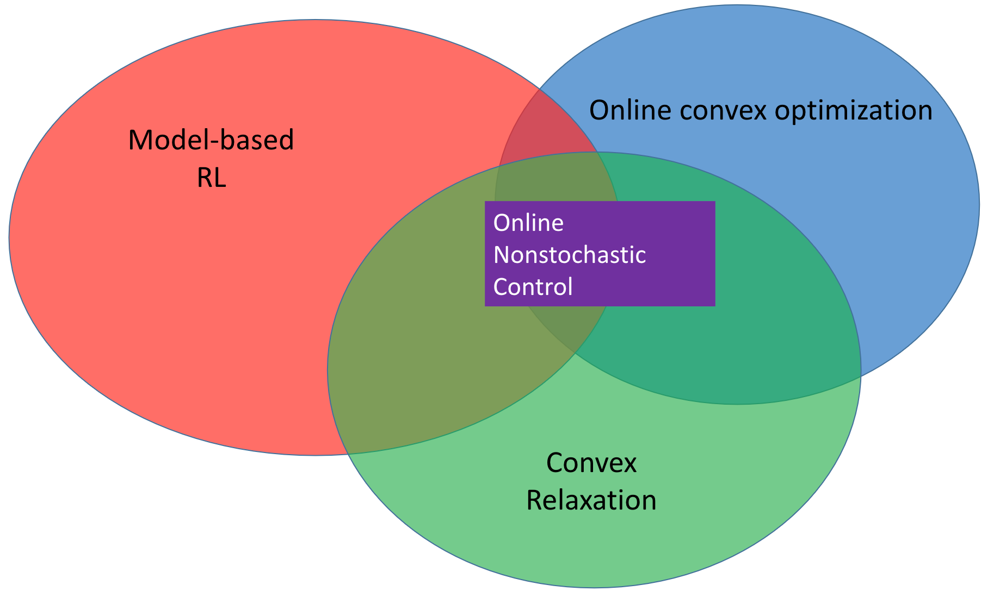 Model-based
RL
Online convex optimization
Online
Nonstochastic
Control
Convex
Relaxation